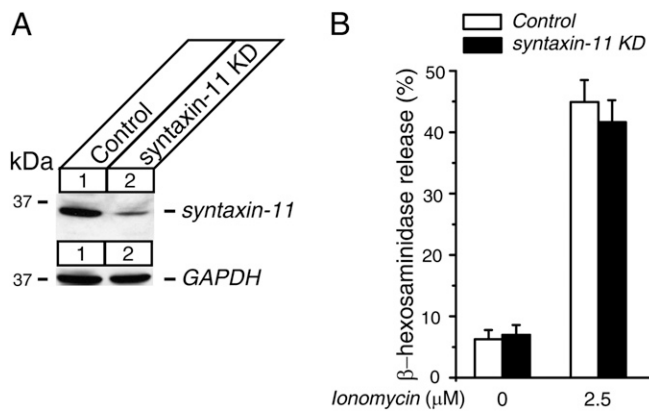 A
Control
syntaxin-11 KD
kDa
1 2
37 – – syntaxin-11
1 2
37 – – GAPDH
B
Control
syntaxin-11 KD
β-hexosaminidase release (%)
50
40
30
20
10
5
0
Ionomycin (μM) 0 2.5